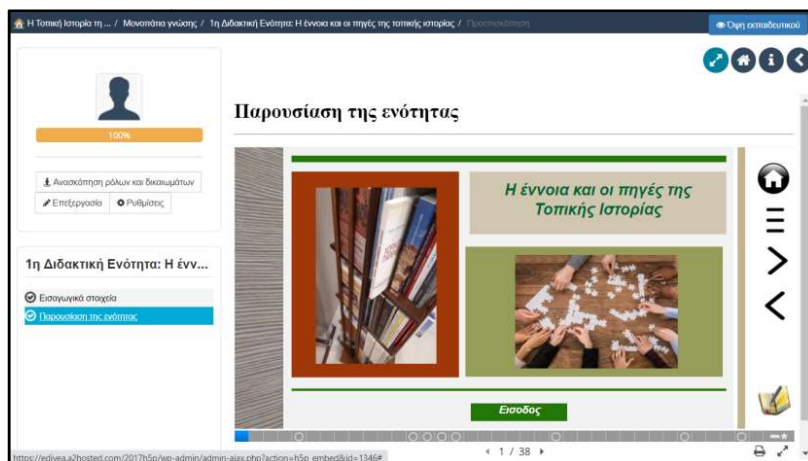 Η Τοπική Ιστορία τη ... / Μονοπάτια γνώσης / 1η Διδακτική Ενότητα: Η έννοια και οι πηγές της τοπικής ιστορίας / Προεπισκόπηση
Όψη εκπαιδευτικού
100%
Ανασκόπηση ρόλων και δικαιωμάτων
Επεξεργασία Ρυθμίσεις
1η Διδακτική Ενότητα: Η ένν...
Εισαγωγικά στοιχεία
Παρουσίαση της ενότητας
Παρουσίαση της ενότητας
Η έννοια και οι πηγές της
Τοπικής Ιστορίας
Εισοδος
1 / 38
https://edivea.a2hosted.com/2017h5p/wp-admin/admin-ajax.php?action=h5p_embed&id=1346#